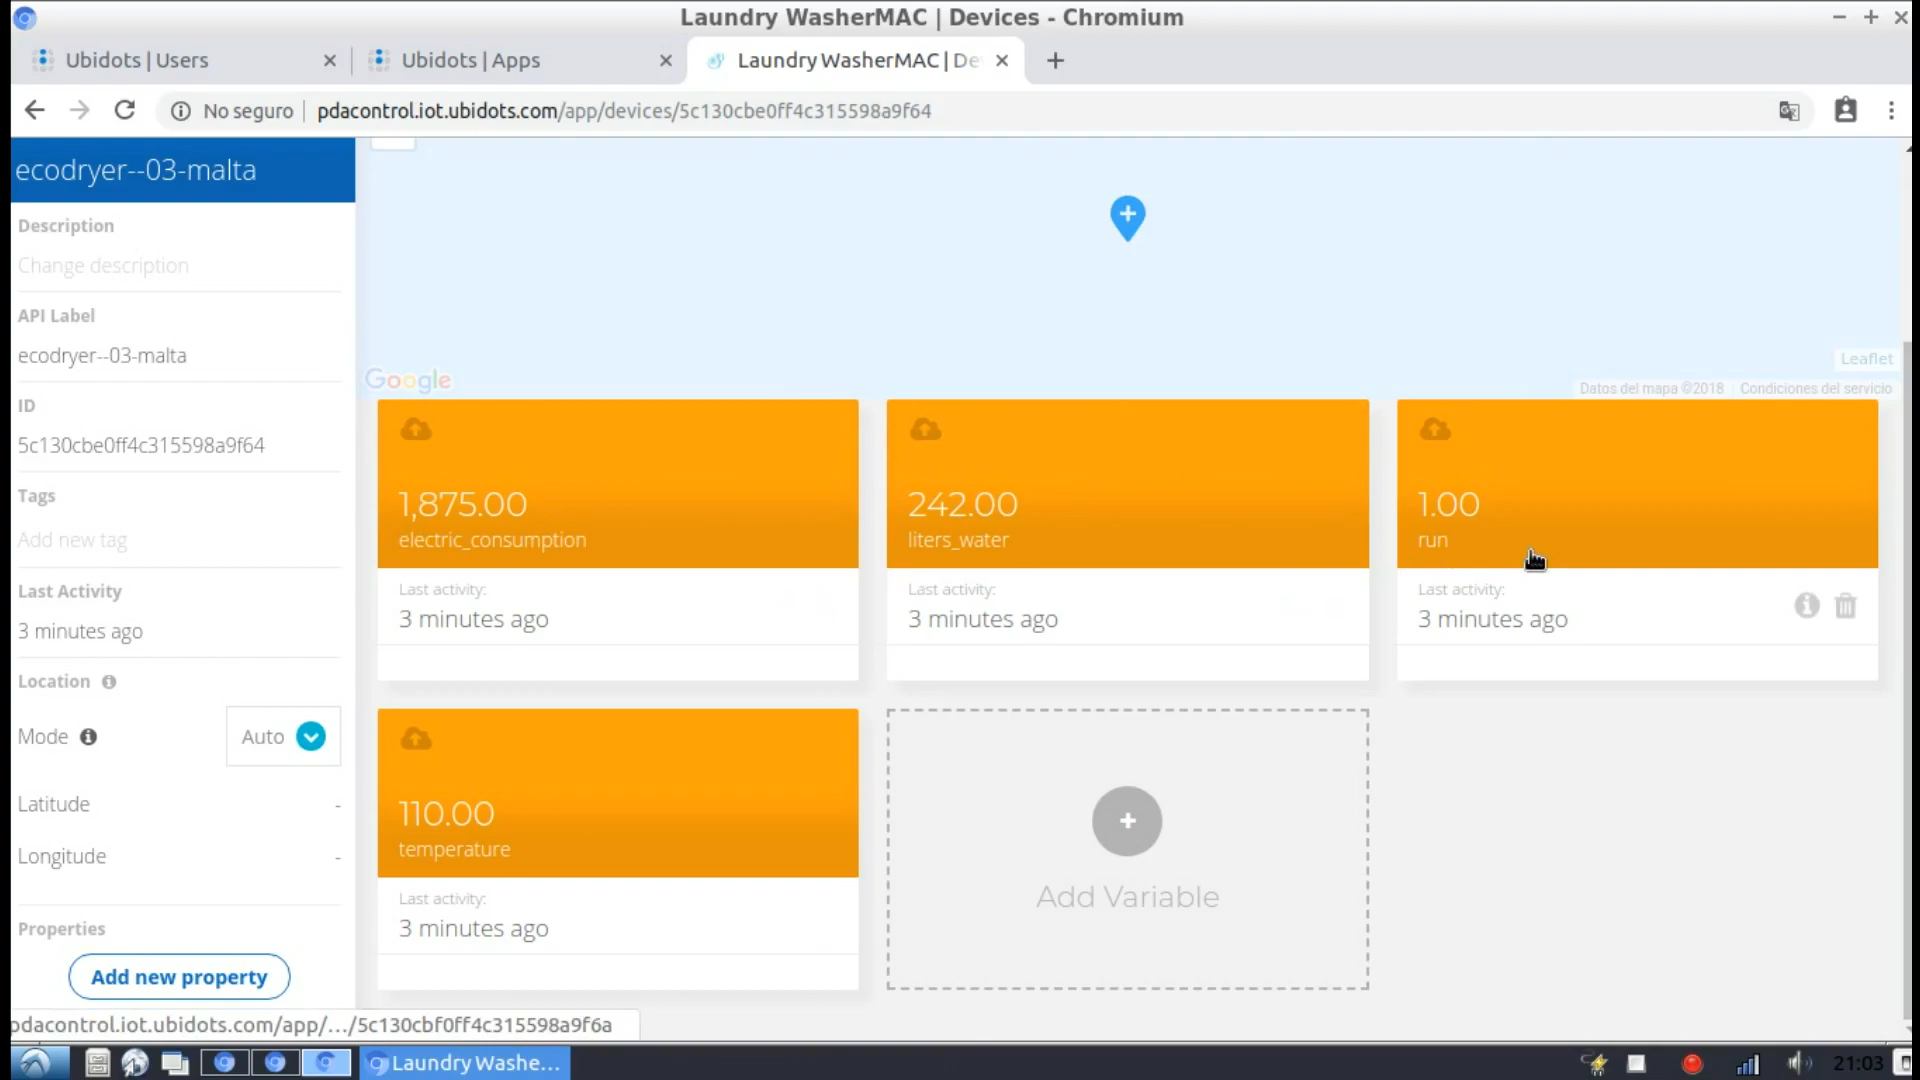 Laundry WasherMAC | Devices - Chromium
Ubidots | Users
Ubidots | Apps
Laundry WasherMAC | De
No seguro
pdacontrol.iot.ubidots.com/app/devices/5c130cbe0ff4c315598a9f64
ecodryer--03-malta
Description
Change description
API Label
ecodryer--03-malta
ID
5c130cbe0ff4c315598a9f64
Tags
Add new tag
Last Activity
3 minutes ago
Location
Mode
Auto
Latitude
-
Longitude
-
Properties
Add new property
Google
Leaflet
Datos del mapa ©2018
Condiciones del servicio
1,875.00
electric_consumption
Last activity:
3 minutes ago
242.00
liters_water
Last activity:
3 minutes ago
1.00
run
Last activity:
3 minutes ago
110.00
temperature
Last activity:
3 minutes ago
Add Variable
pdacontrol.iot.ubidots.com/app/.../5c130cbf0ff4c315598a9f6a
Laundry Washe...
21:03